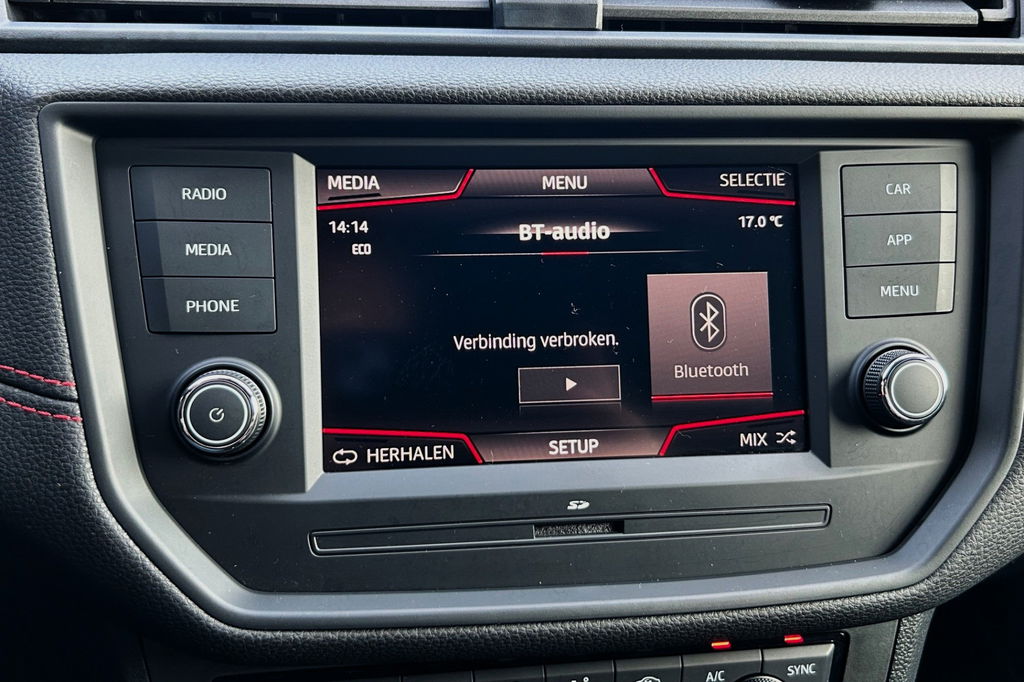 RADIO
MEDIA
PHONE
MEDIA MENU SELECTIE
14:14 17.0 °C
ECO
BT-audio
Verbinding verbroken.
Bluetooth
HERHALEN SETUP MIX
CAR
APP
MENU
SD
A/C SYNC